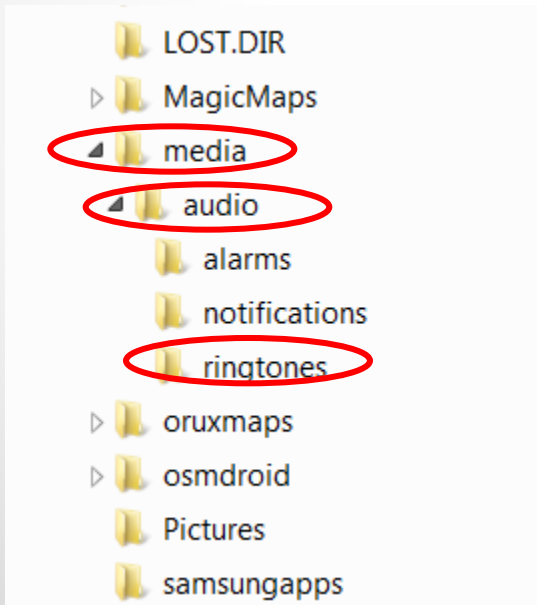 LOST.DIR
MagicMaps
media
audio
alarms
notifications
ringtones
oruxmaps
osmdroid
Pictures
samsungapps